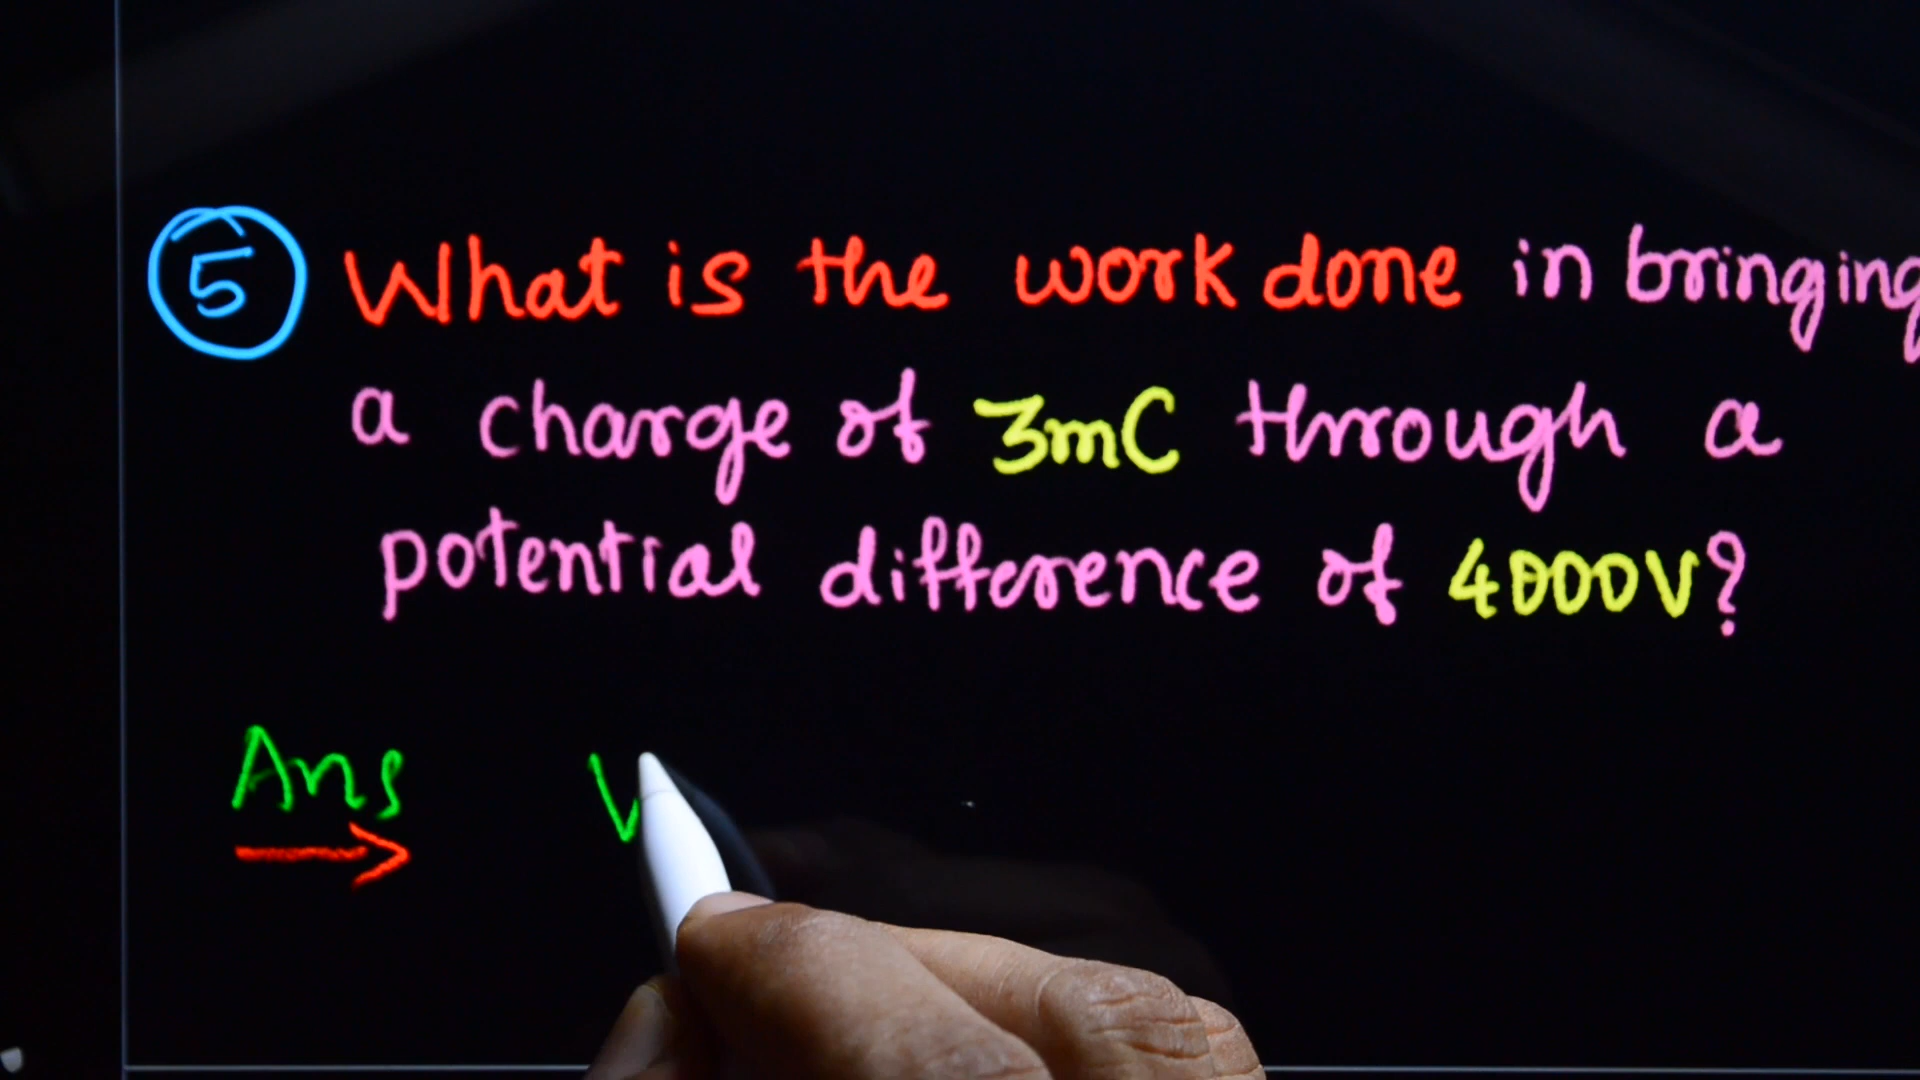 5 What is the work done in bringing
a charge of 3mC through a
potential difference of 4000V?
Ans V